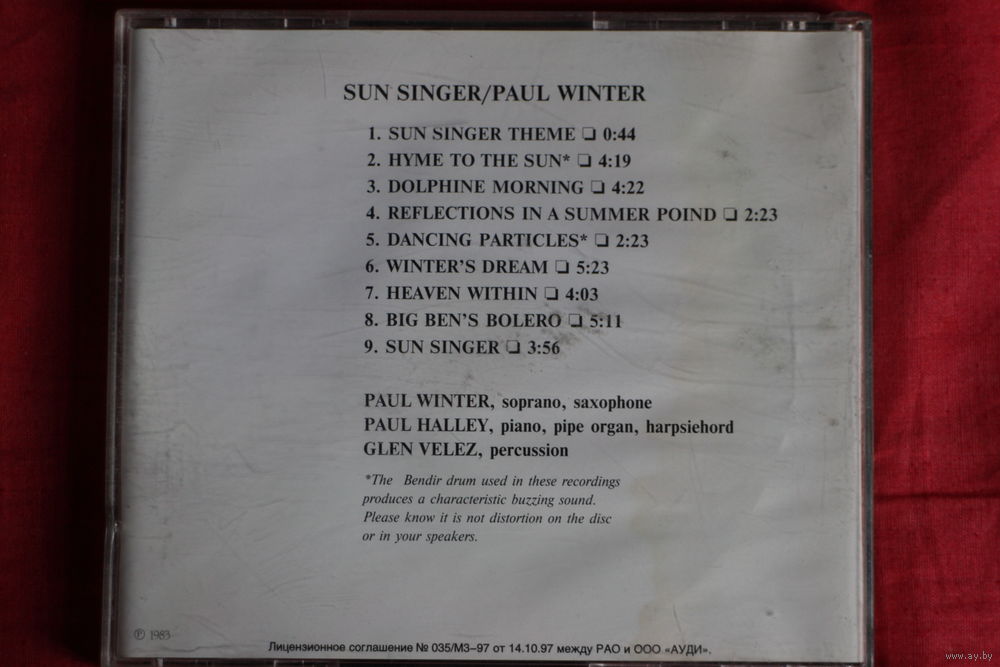 SUN SINGER/PAUL WINTER
1. SUN SINGER THEME ❏ 0:44
2. HYME TO THE SUN* ❏ 4:19
3. DOLPHINE MORNING ❏ 4:22
4. REFLECTIONS IN A SUMMER POIND ❏ 2:23
5. DANCING PARTICLES* ❏ 2:23
6. WINTER'S DREAM ❏ 5:23
7. HEAVEN WITHIN ❏ 4:03
8. BIG BEN'S BOLERO ❏ 5:11
9. SUN SINGER ❏ 3:56
PAUL WINTER, soprano, saxophone
PAUL HALLEY, piano, pipe organ, harpsiehord
GLEN VELEZ, percussion
*The Bendir drum used in these recordings
produces a characteristic buzzing sound.
Please know it is not distortion on the disc
or in your speakers.
℗ 1983
Лицензионное соглашение № 035/МЗ–97 от 14.10.97 между РАО и ООО «АУДИ».
www.ay.by